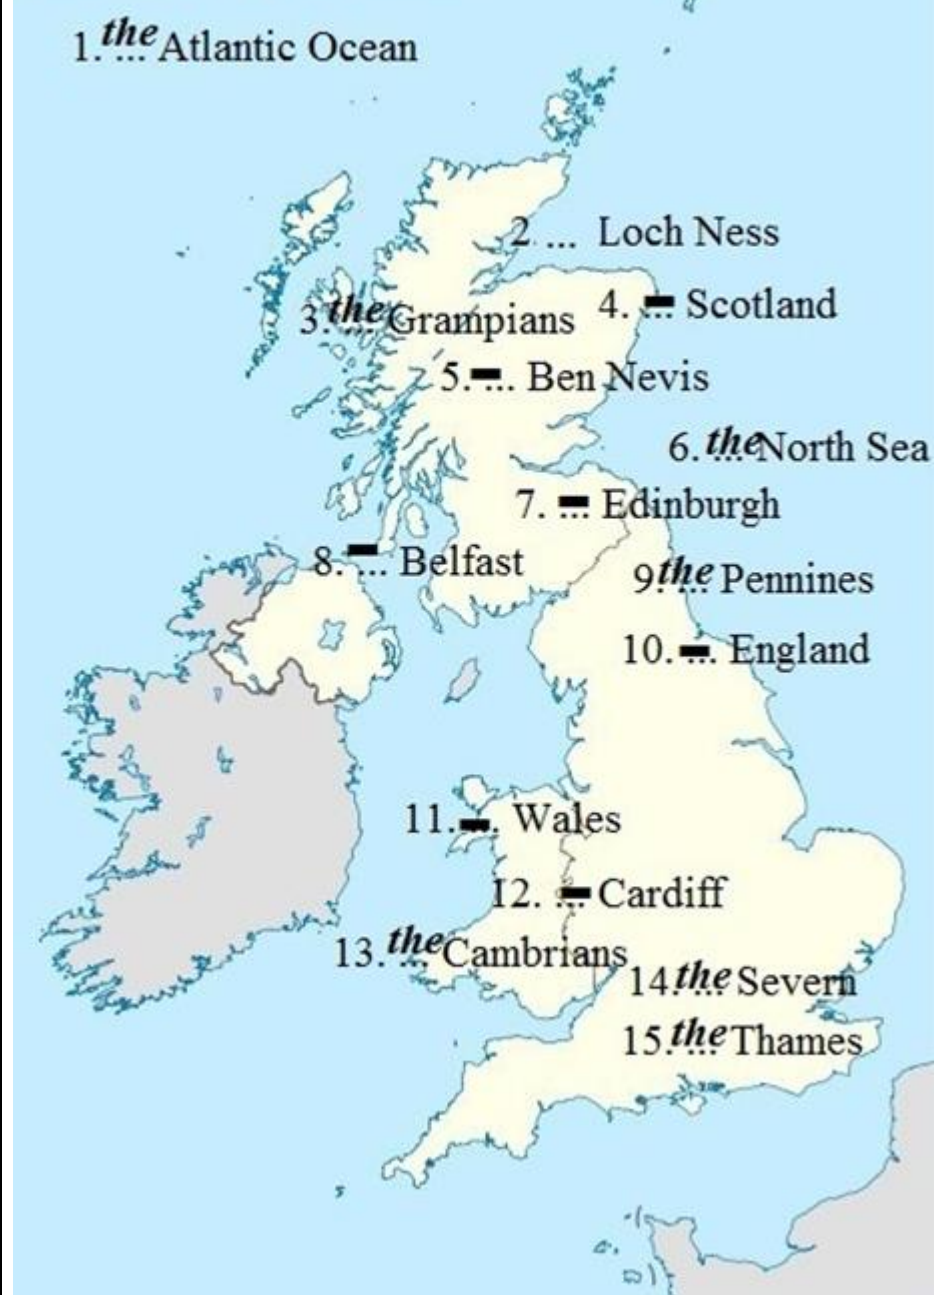 1. the ... Atlantic Ocean
2 ... Loch Ness
3. the ... Grampians
4. – ... Scotland
5. – ... Ben Nevis
6. the ... North Sea
7. – ... Edinburgh
8. – ... Belfast
9. the ... Pennines
10. – ... England
11. – ... Wales
12. – ... Cardiff
13. the ... Cambrians
14. the ... Severn
15. the ... Thames